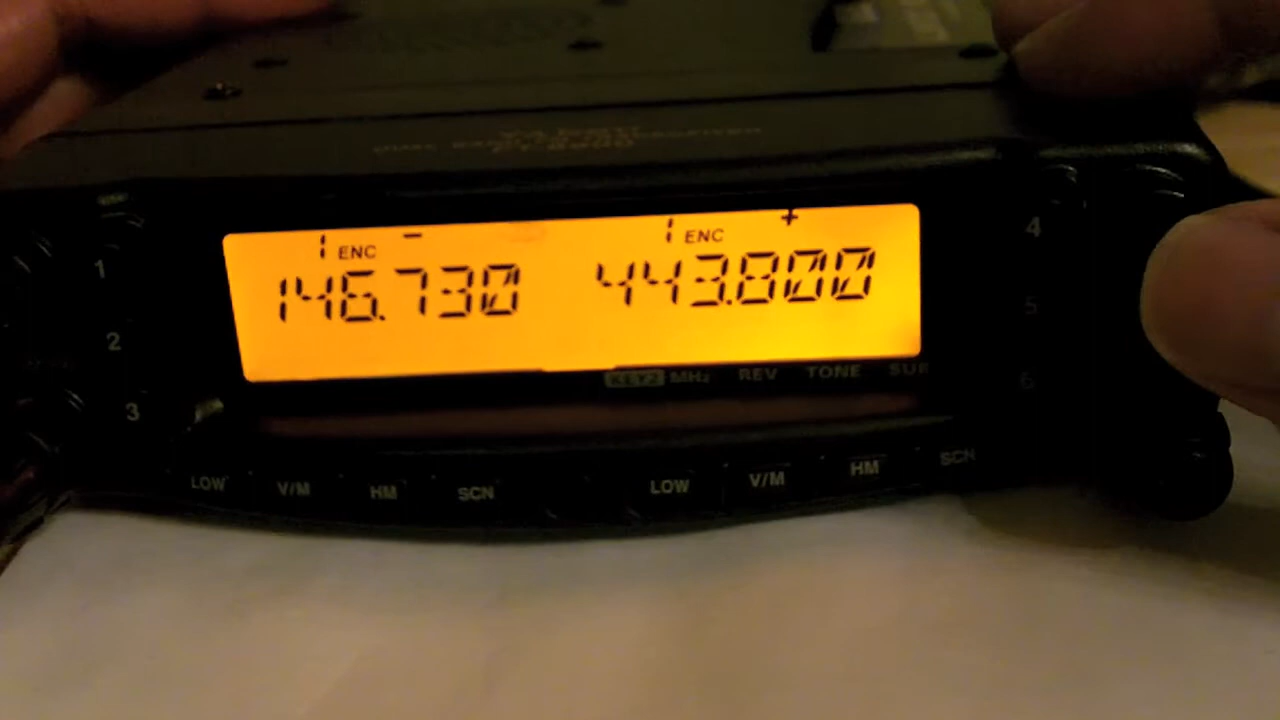 1 ENC - 1 ENC +
146.730 443.800
KEY2 MHz REV TONE SUB
1
2
3
4
5
6
LOW V/M HM SCN LOW V/M HM SCN